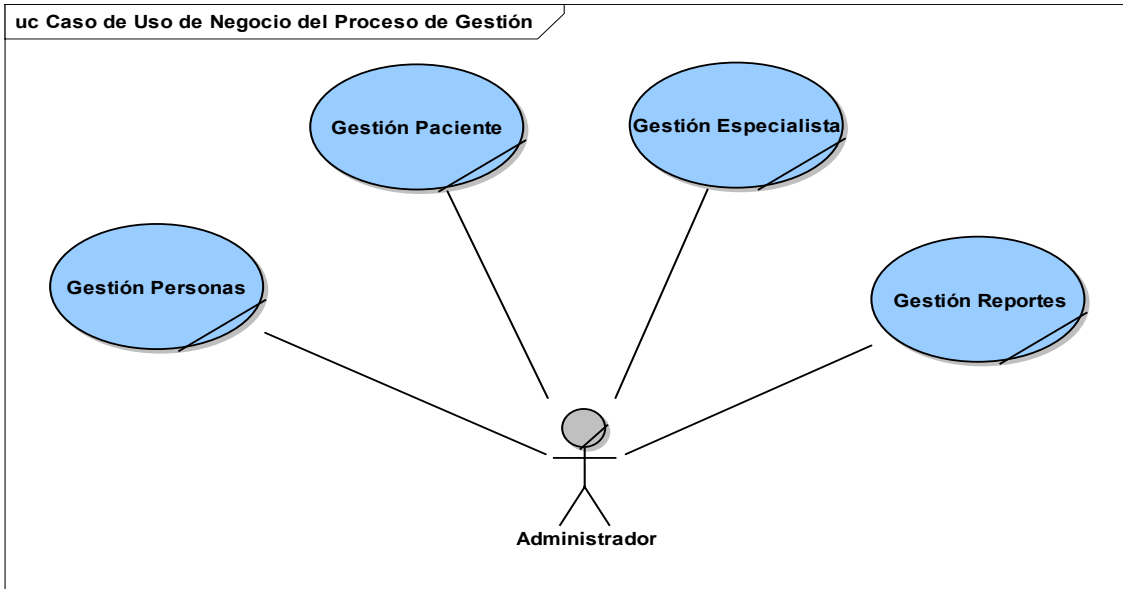 uc Caso de Uso de Negocio del Proceso de Gestión
Gestión Paciente
Gestión Especialista
Gestión Personas
Gestión Reportes
Administrador